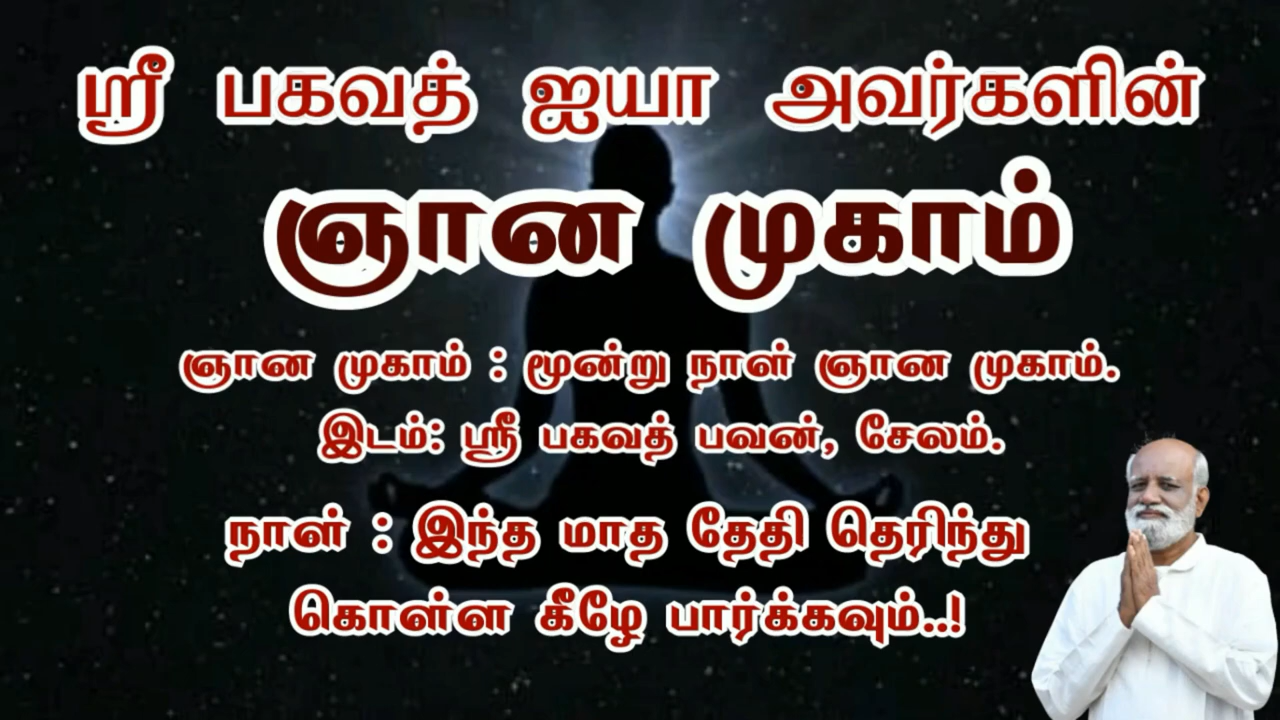 ஸ்ரீ பகவத் ஐயா அவர்களின்
ஞான முகாம்
ஞான முகாம் : மூன்று நாள் ஞான முகாம்.
இடம்: ஸ்ரீ பகவத் பவன், சேலம்.
நாள் : இந்த மாத தேதி தெரிந்து
கொள்ள கீழே பார்க்கவும்..!